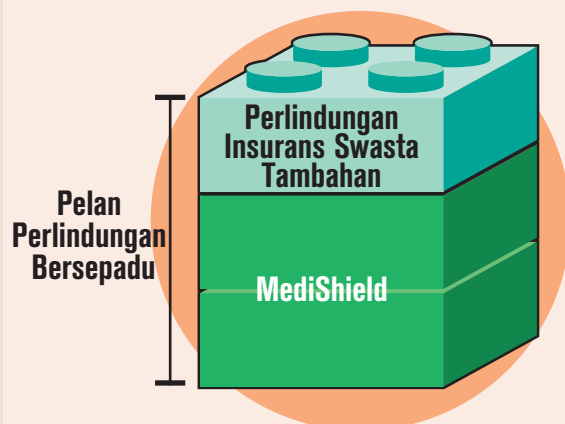 Perlindungan
Insurans Swasta
Tambahan
Pelan
Perlindungan
Bersepadu
MediShield